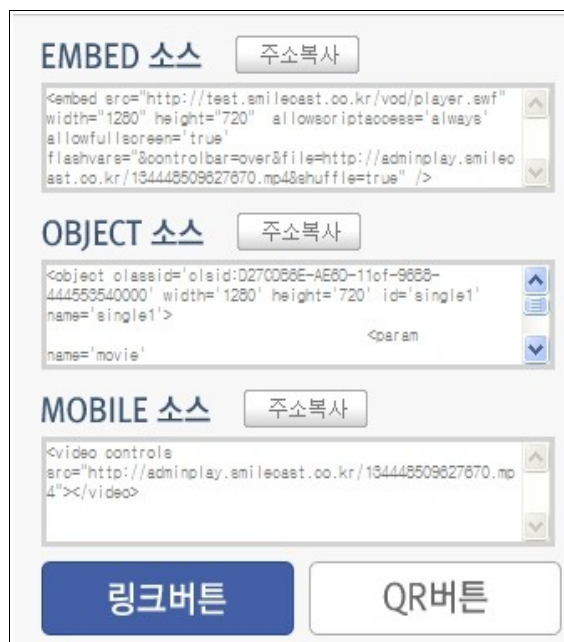 EMBED 소스 주소복사
<embed src="http://test.smilecast.co.kr/vod/player.swf"
width="1280" height="720" allowscriptaccess='always'
allowfullscreen='true'
flashvars="&controlbar=over&file=http://adminplay.smilec
ast.co.kr/134448509827870.mp4&shuffle=true" />
OBJECT 소스 주소복사
<object classid='clsid:D27CDB6E-AE6D-11cf-96B8-
444553540000' width='1280' height='720' id='single1'
name='single1'>
<param
name='movie'
MOBILE 소스 주소복사
<video controls
src="http://adminplay.smilecast.co.kr/134448509827870.mp
4"></video>
링크버튼 QR버튼